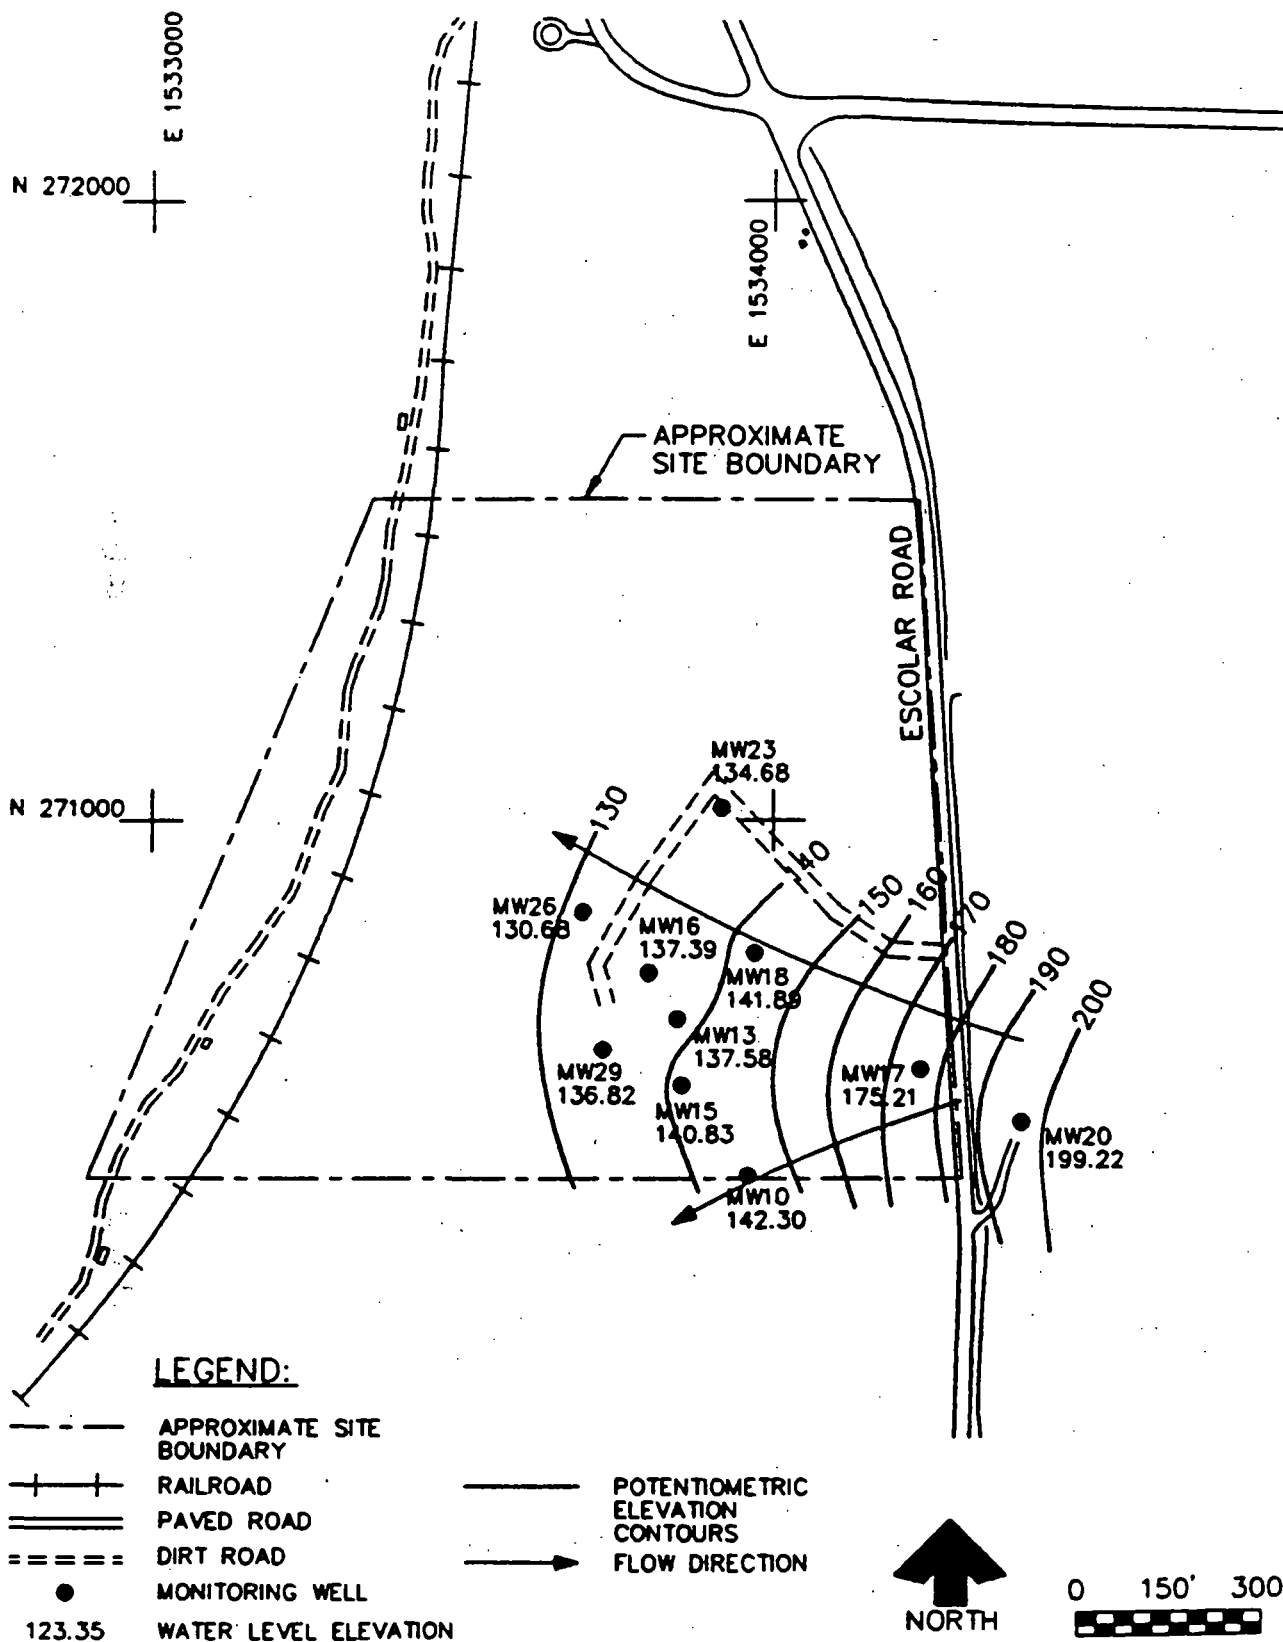 E 1533000
N 272000
E 1534000
APPROXIMATE
SITE BOUNDARY
ESCOLAR ROAD
MW23
134.68
N 271000
130
40
150
160
170
180
190
200
MW26
130.68
MW16
137.39
MW18
141.89
MW13
137.58
MW29
136.82
MW17
175.21
MW15
140.83
MW20
199.22
MW10
142.30
LEGEND:
APPROXIMATE SITE
BOUNDARY
RAILROAD
PAVED ROAD
DIRT ROAD
MONITORING WELL
123.35 WATER LEVEL ELEVATION
POTENTIOMETRIC
ELEVATION
CONTOURS
FLOW DIRECTION
NORTH
0 150' 300